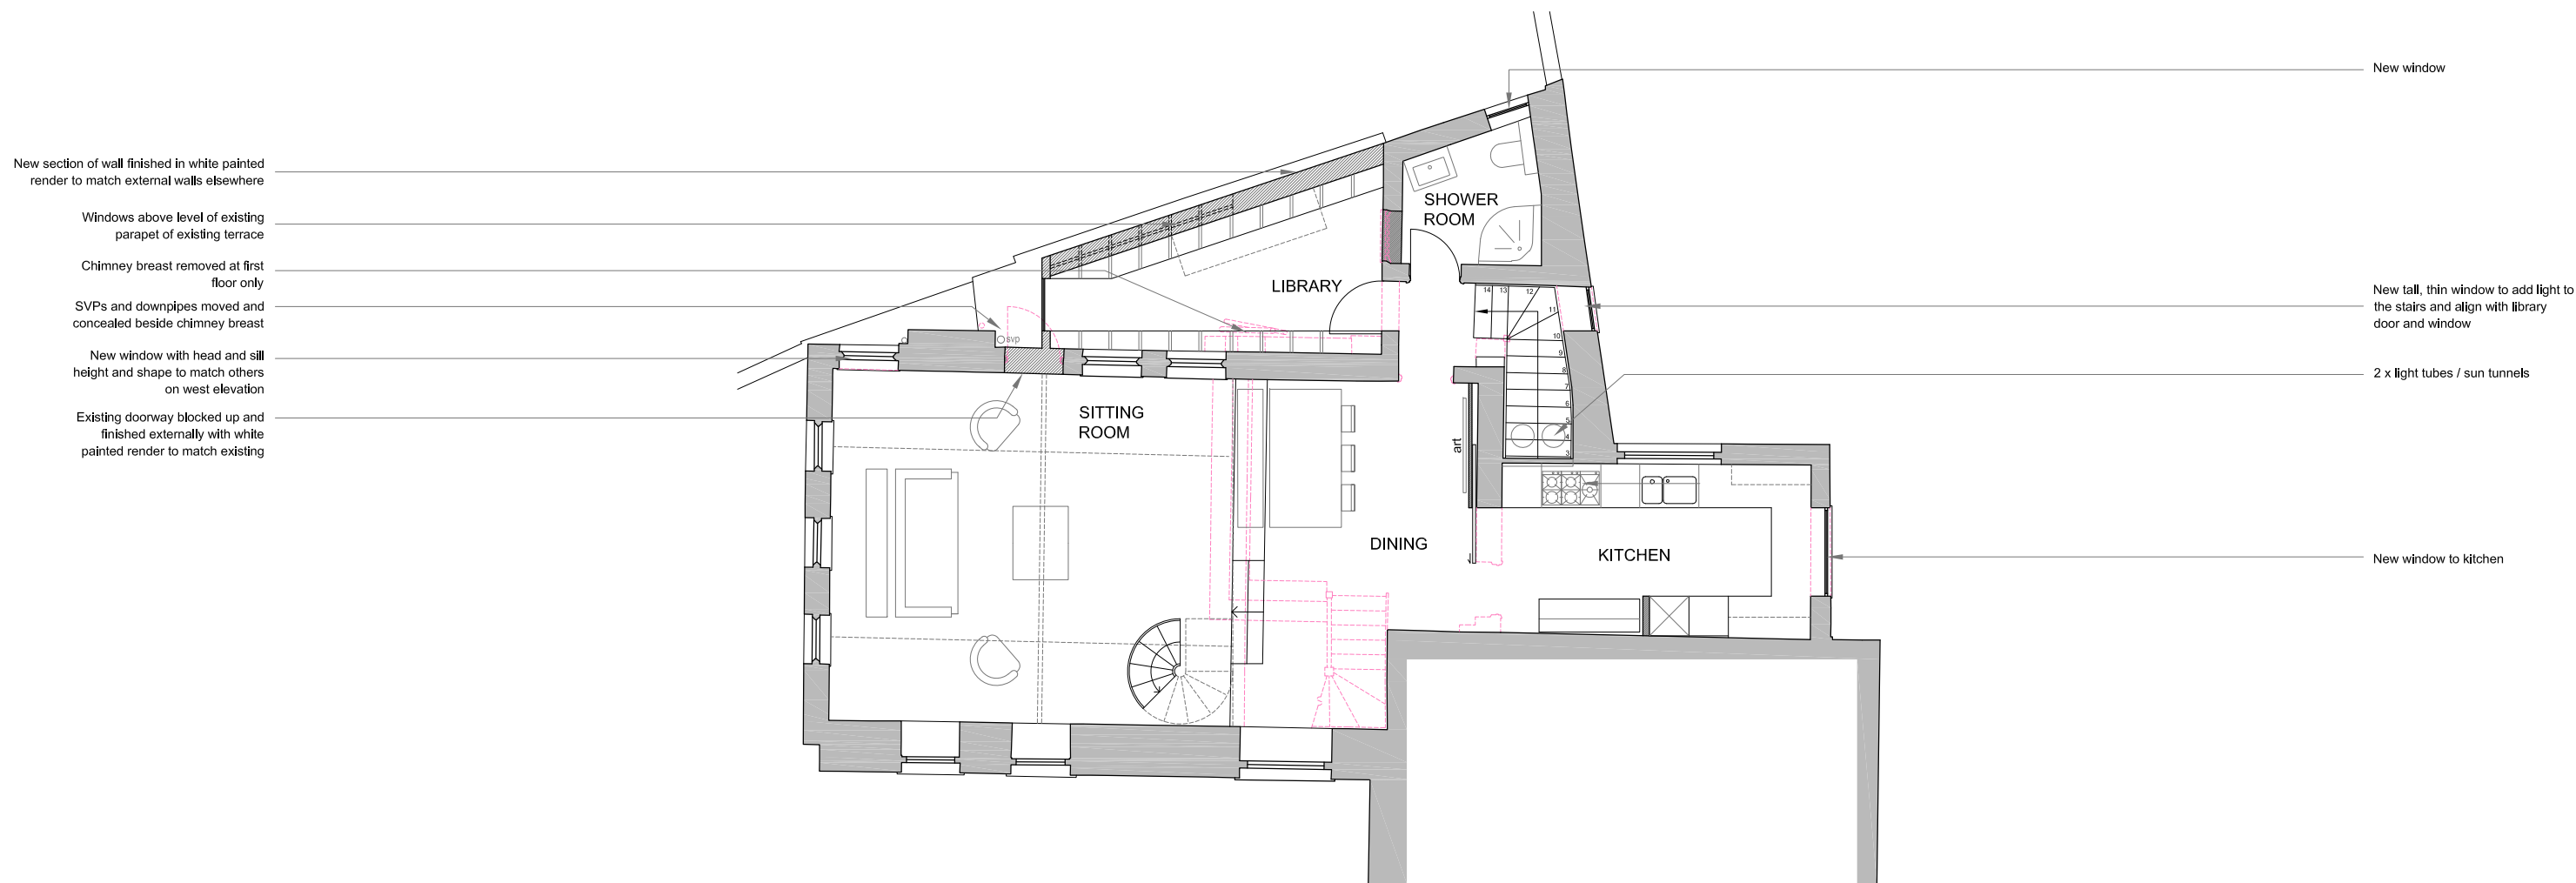 New window
New section of wall finished in white painted
render to match external walls elsewhere
Windows above level of existing
parapet of existing terrace
Chimney breast removed at first
floor only
SVPs and downpipes moved and
concealed beside chimney breast
New window with head and sill
height and shape to match others
on west elevation
Existing doorway blocked up and
finished externally with white
painted render to match existing
SHOWER
ROOM
LIBRARY
svp
SITTING
ROOM
art
DINING
KITCHEN
14
13
12
11
10
9
8
7
6
5
4
3
New tall, thin window to add light to
the stairs and align with library
door and window
2 x light tubes / sun tunnels
New window to kitchen